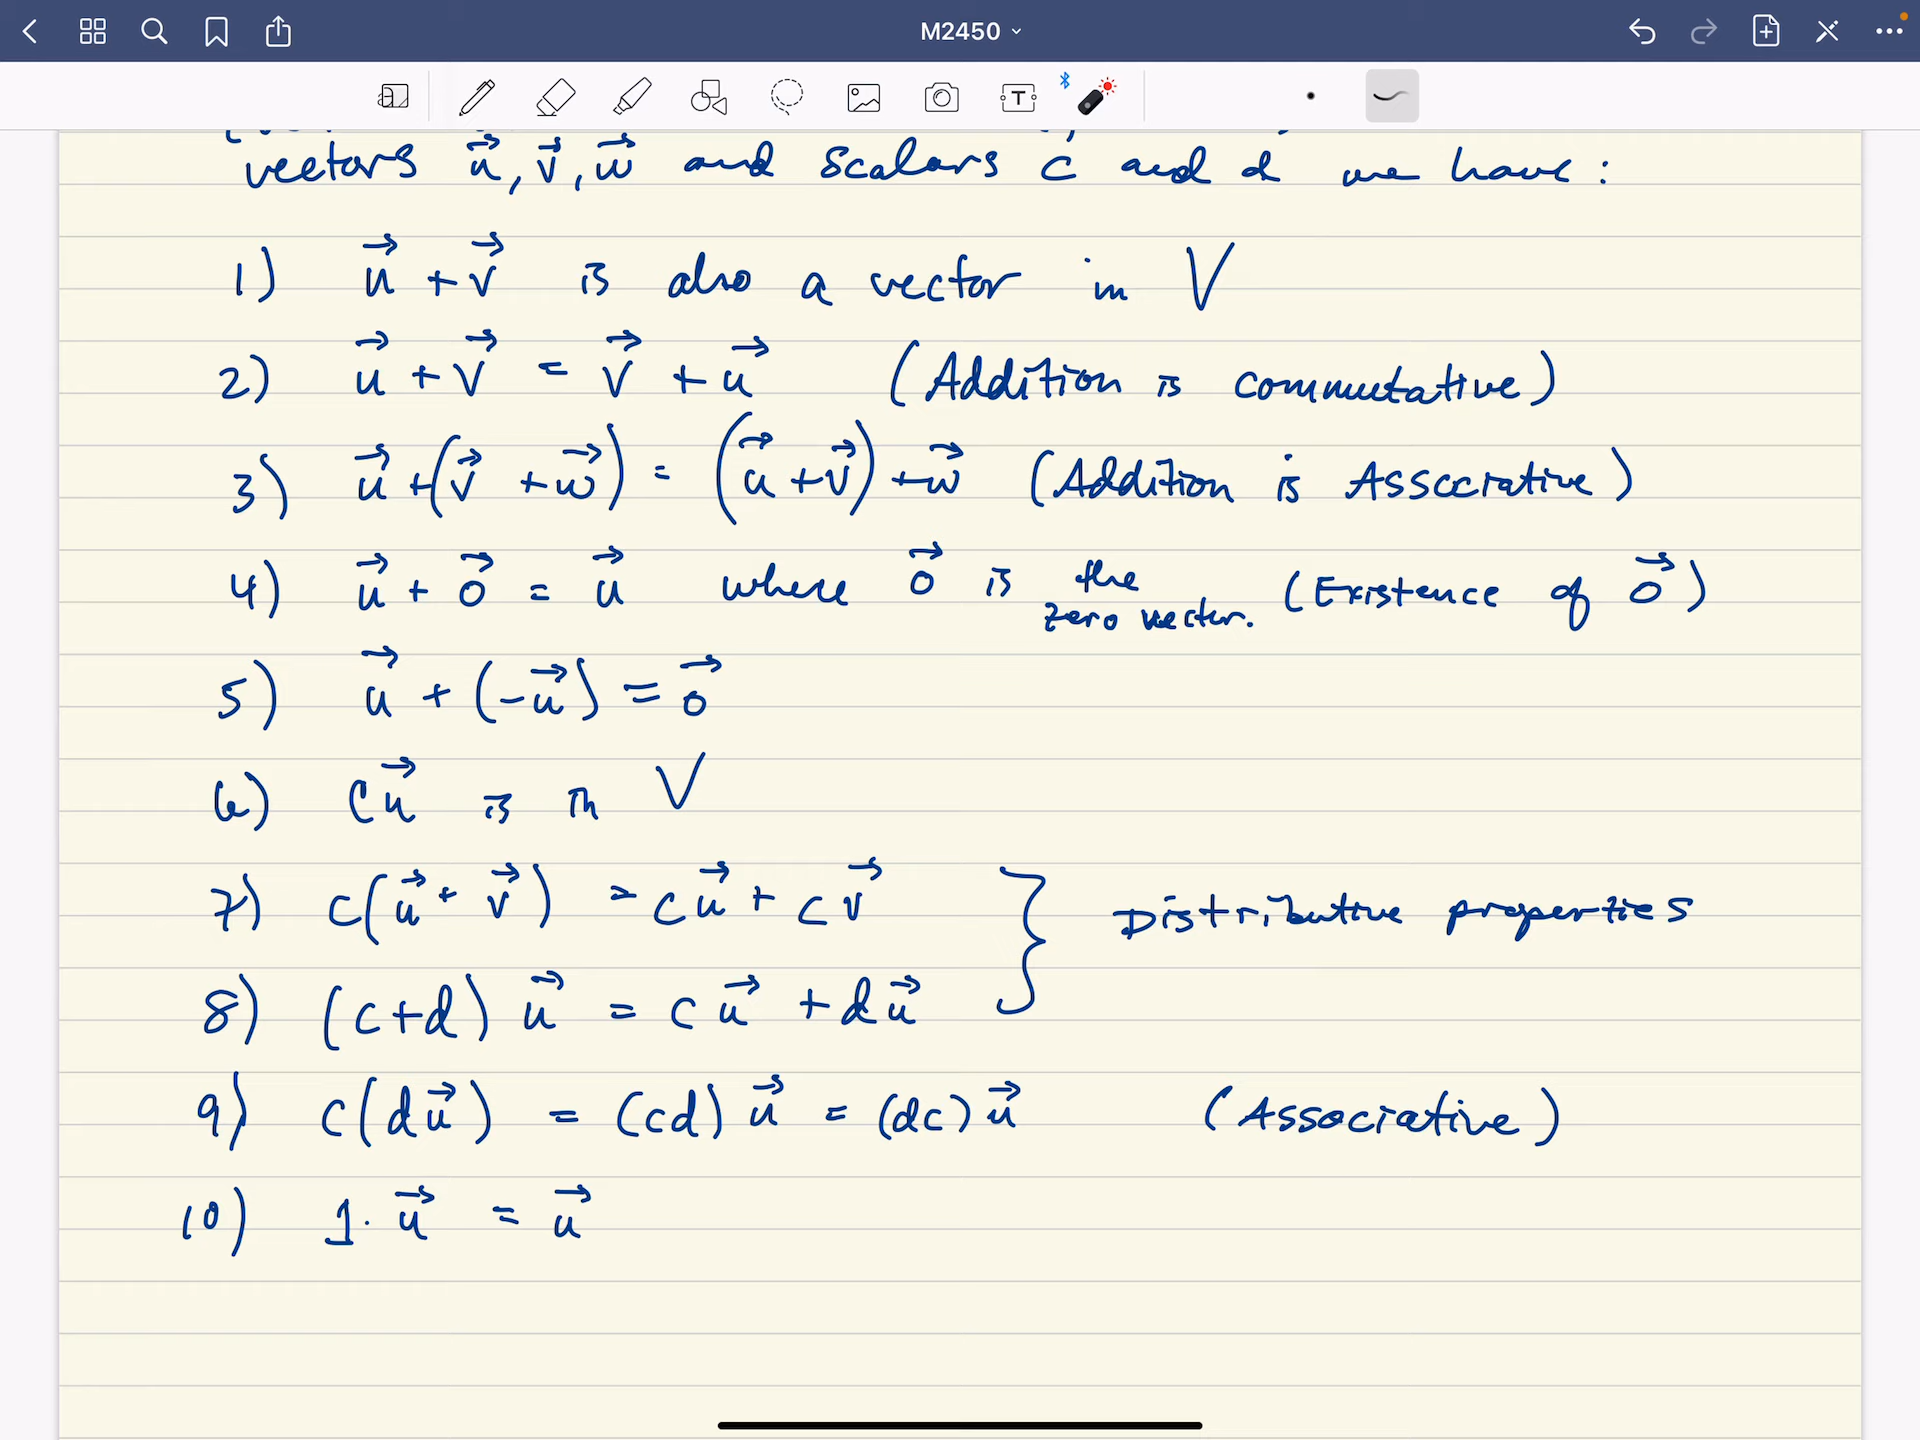 M2450
vectors u⃗, v⃗, w⃗ and scalars c and d we have:
1) u⃗ + v⃗ is also a vector in V
2) u⃗ + v⃗ = v⃗ + u⃗ (Addition is commutative)
3) u⃗ + (v⃗ + w⃗) = (u⃗ + v⃗) + w⃗ (Addition is Associative)
4) u⃗ + 0⃗ = u⃗ where 0⃗ is the zero vector. (Existence of 0⃗)
5) u⃗ + (-u⃗) = 0⃗
6) cu⃗ is in V
7) c(u⃗ + v⃗) = cu⃗ + cv⃗
Distributive properties
8) (c+d) u⃗ = cu⃗ + du⃗
9) c(du⃗) = (cd) u⃗ = (dc) u⃗ (Associative)
10) 1. u⃗ = u⃗